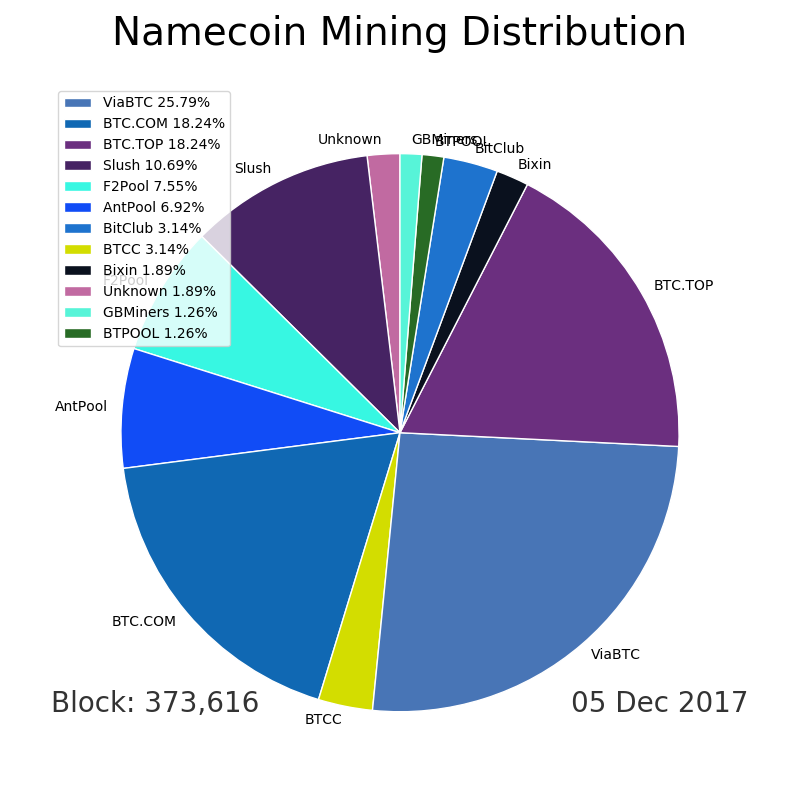 Namecoin Mining Distribution
ViaBTC 25.79%
BTC.COM 18.24%
BTC.TOP 18.24%
Slush 10.69%
F2Pool 7.55%
AntPool 6.92%
BitClub 3.14%
BTCC 3.14%
Bixin 1.89%
Unknown 1.89%
GBMiners 1.26%
BTPOOL 1.26%
Unknown
GBMiners
BTPOOL
BitClub
Bixin
Slush
F2Pool
BTC.TOP
AntPool
BTC.COM
ViaBTC
BTCC
Block: 373,616
05 Dec 2017